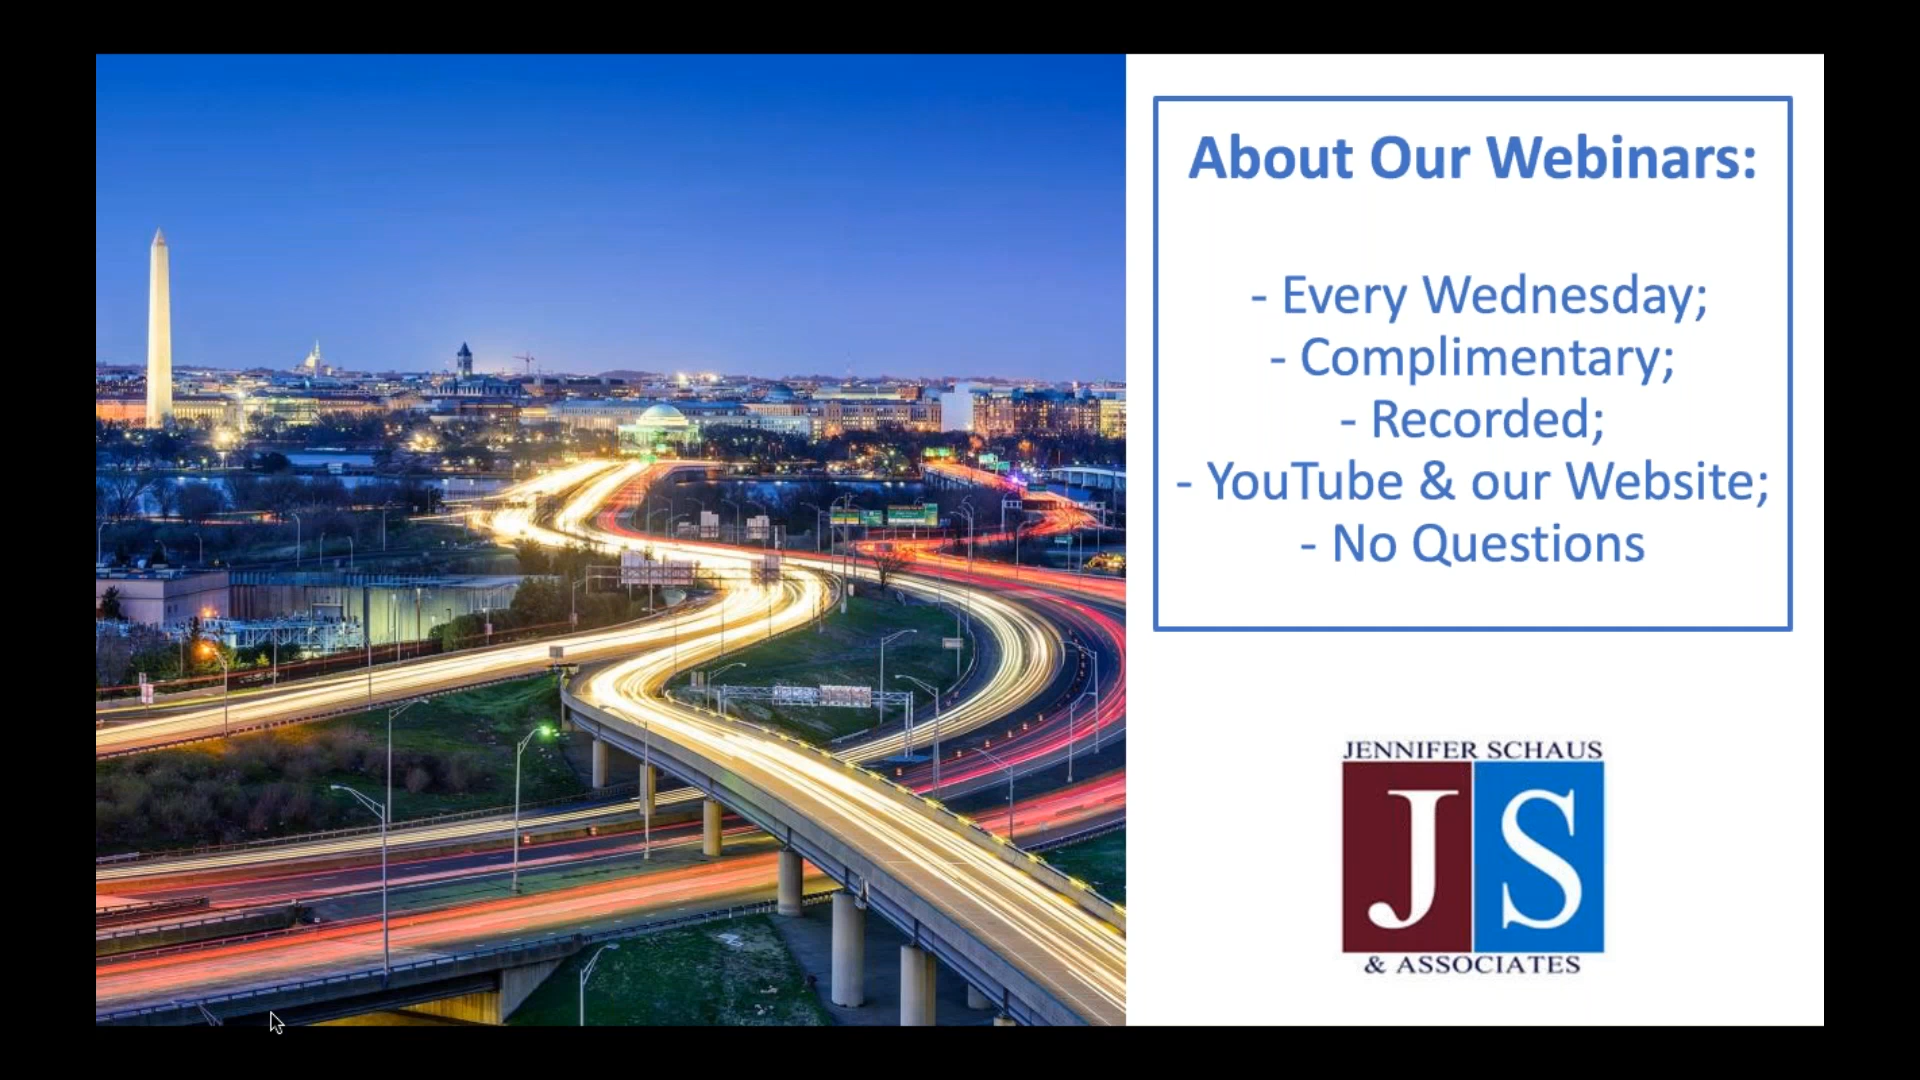 About Our Webinars:
- Every Wednesday;
- Complimentary;
- Recorded;
- YouTube & our Website;
- No Questions
JENNIFER SCHAUS
JS
& ASSOCIATES